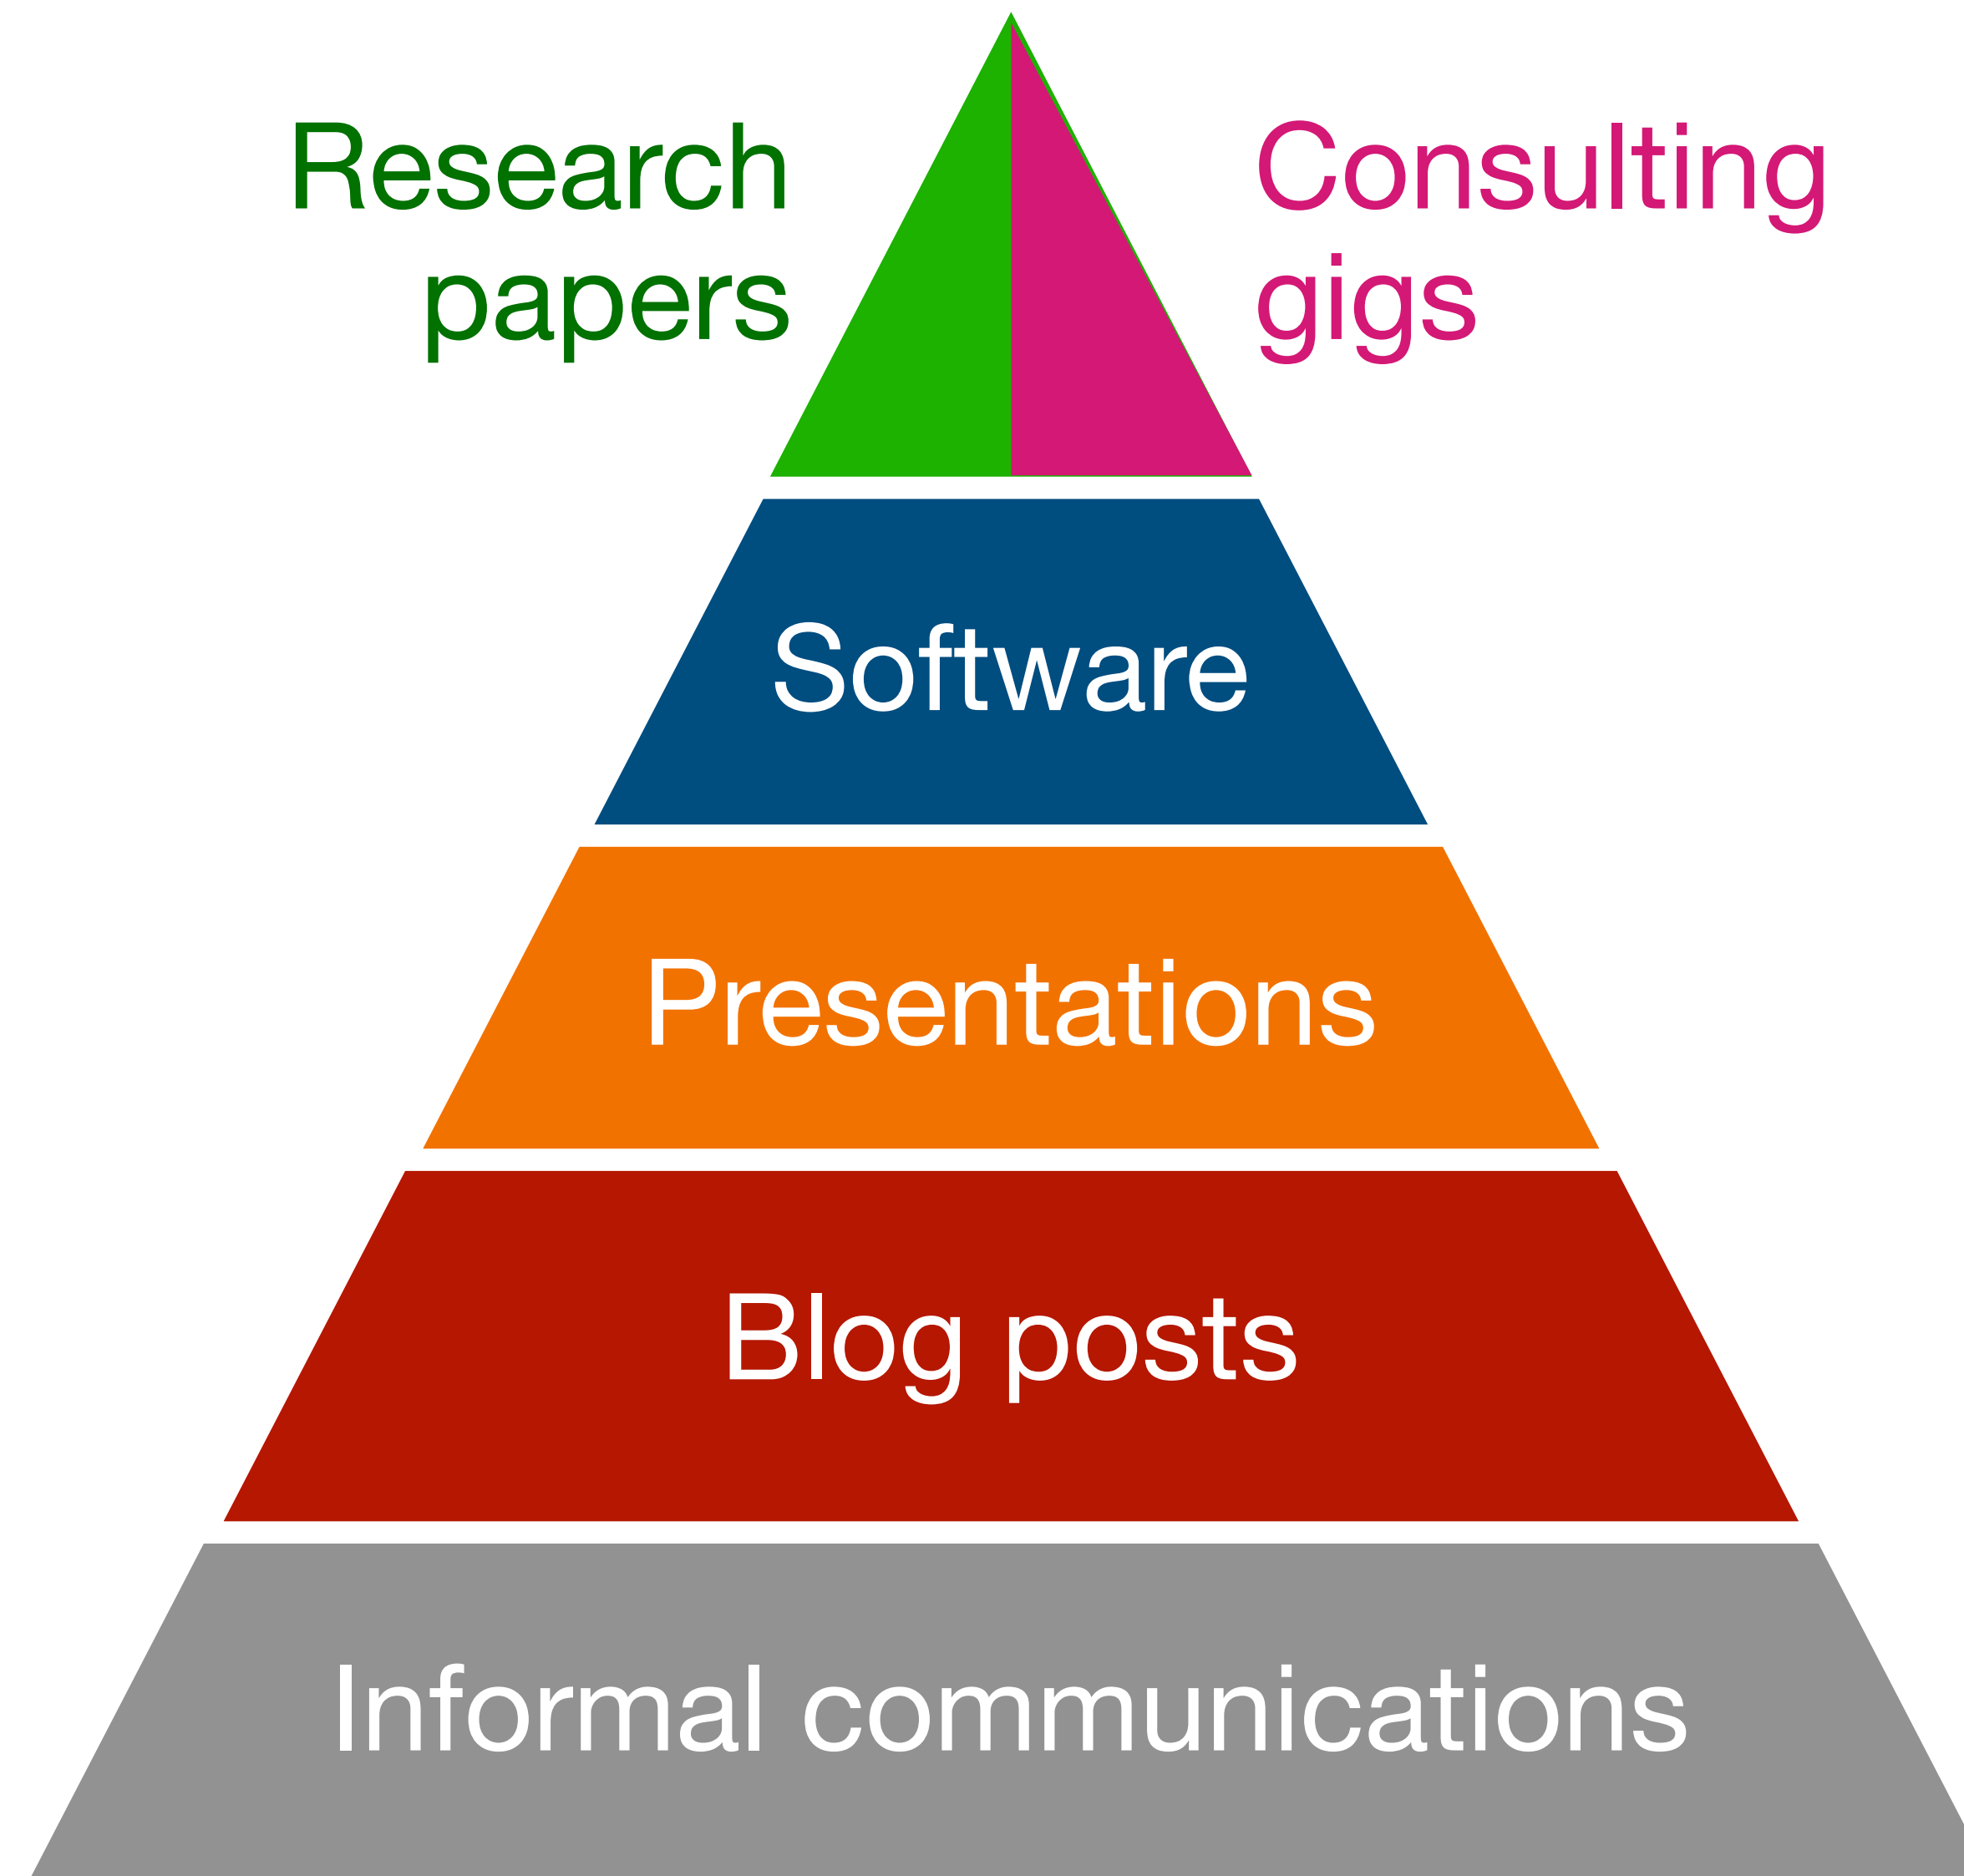 Research
papers
Consulting
gigs
Software
Presentations
Blog posts
Informal communications